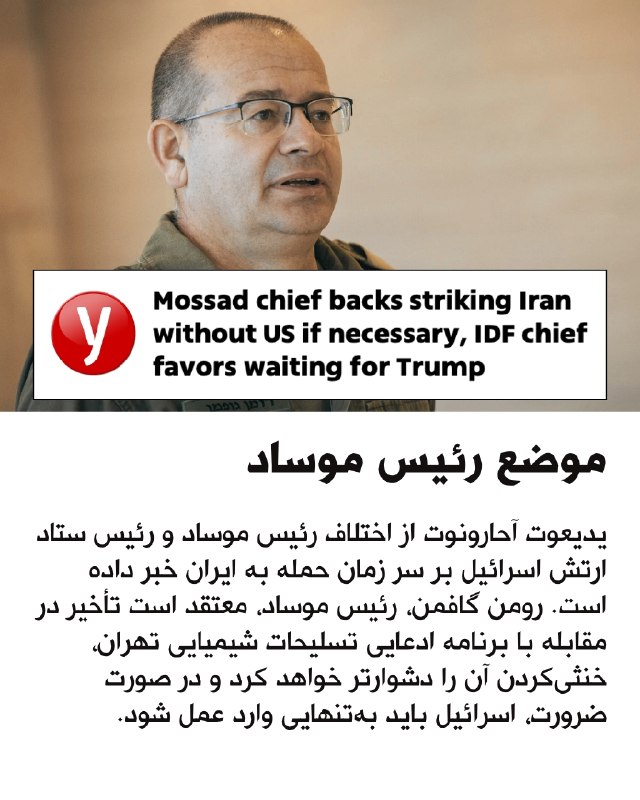 y
Mossad chief backs striking Iran
without US if necessary, IDF chief
favors waiting for Trump
موضع رئیس موساد
یدیعوت آحارونوت از اختلاف رئیس موساد و رئیس ستاد
ارتش اسرائیل بر سر زمان حمله به ایران خبر داده
است. رومن گافمن، رئیس موساد، معتقد است تأخیر در
مقابله با برنامه ادعایی تسلیحات شیمیایی تهران،
خنثی‌کردن آن را دشوارتر خواهد کرد و در صورت
ضرورت، اسرائیل باید به‌تنهایی وارد عمل شود.